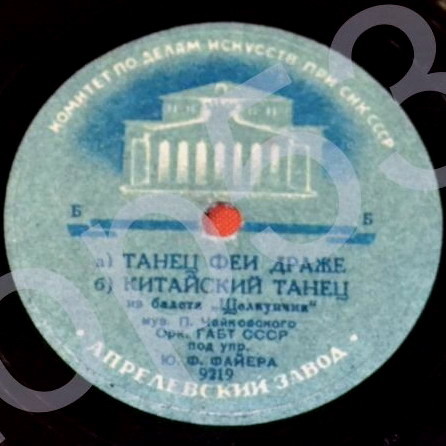 КОМИТЕТ ПО ДЕЛАМ ИСКУССТВ ПРИ СНК СССР
Б Б
а) ТАНЕЦ ФЕИ ДРАЖЕ
б) КИТАЙСКИЙ ТАНЕЦ
из балета „Щелкунчик"
муз. П. Чайковского
Орк. ГАБТ СССР
под упр.
Ю. Ф. ФАЙЕРА
9219
• АПРЕЛЕВСКИЙ ЗАВОД •